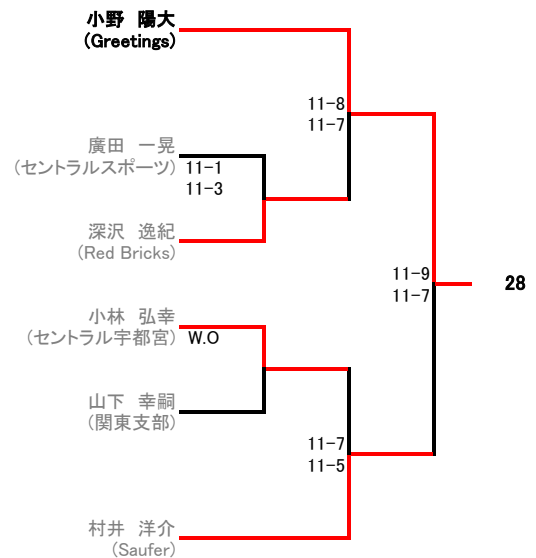 小野 陽大
(Greetings)
11-8
11-7
廣田 一晃
(セントラルスポーツ)
11-1
11-3
深沢 逸紀
(Red Bricks)
11-9
11-7
28
小林 弘幸
(セントラル宇都宮)
W.O
山下 幸嗣
(関東支部)
11-7
11-5
村井 洋介
(Saufer)